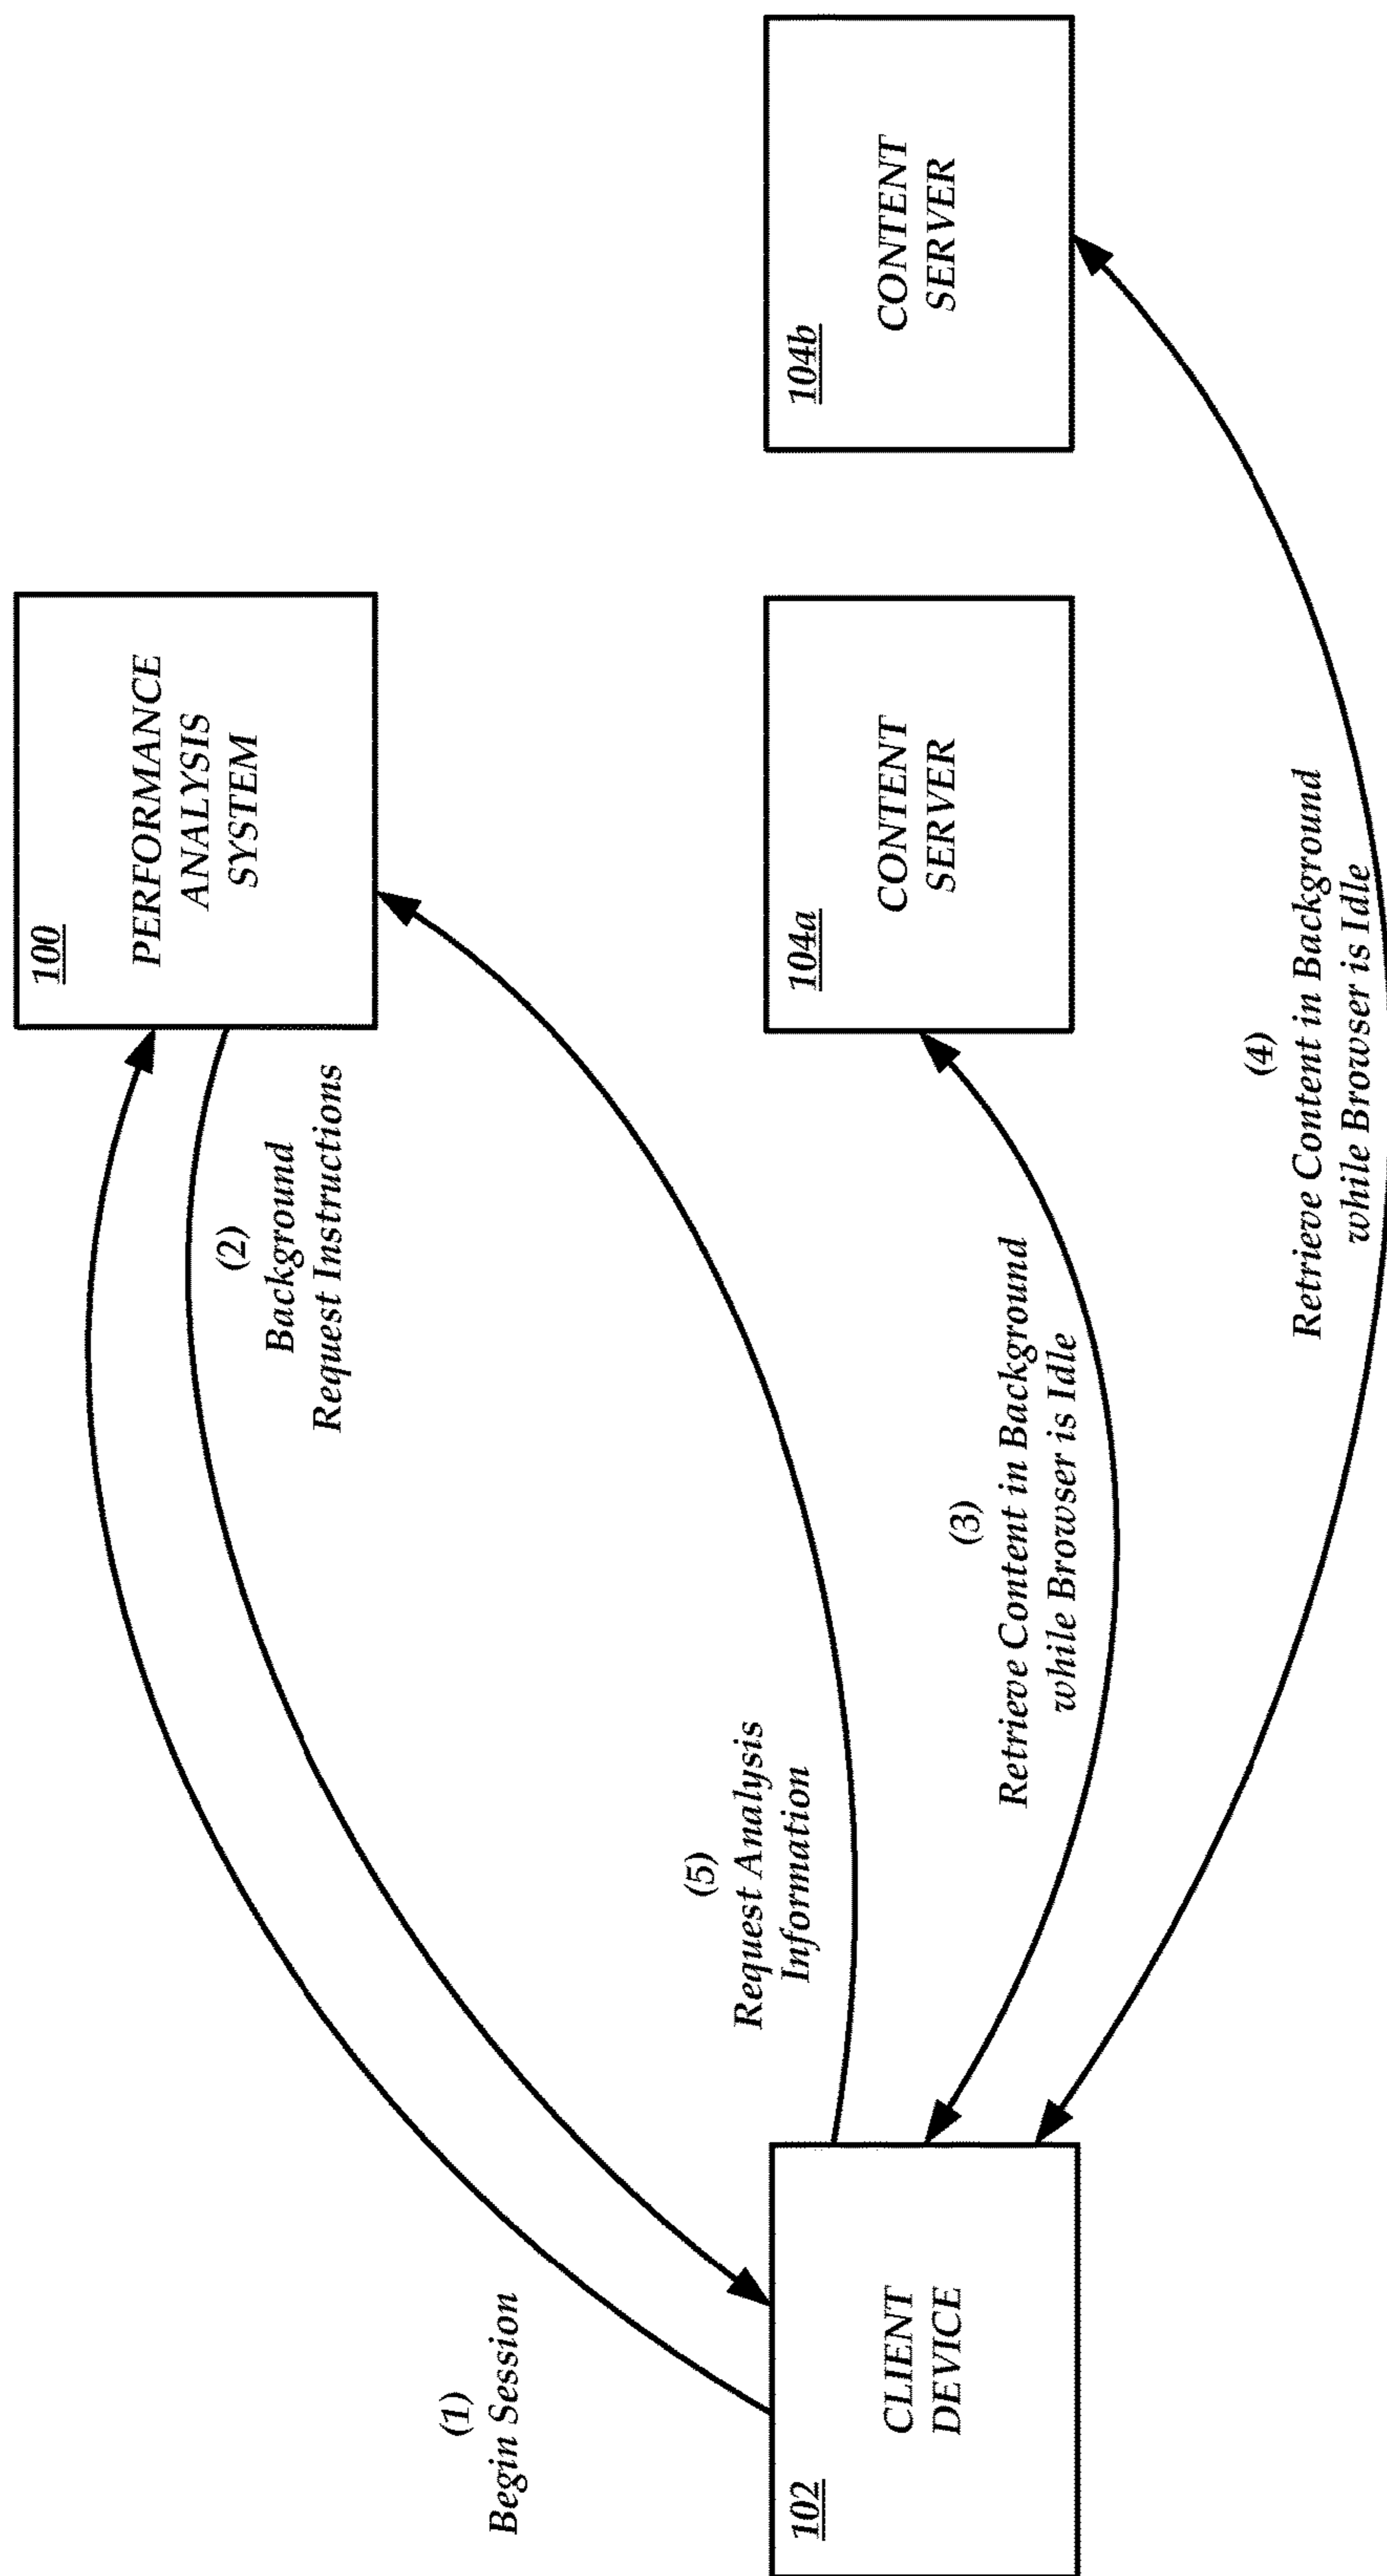 100
PERFORMANCE
ANALYSIS
SYSTEM
(1)
Begin Session
(2)
Background
Request Instructions
(5)
Request Analysis
Information
102
CLIENT
DEVICE
104a
CONTENT
SERVER
104b
CONTENT
SERVER
(3)
Retrieve Content in Background
while Browser is Idle
(4)
Retrieve Content in Background
while Browser is Idle